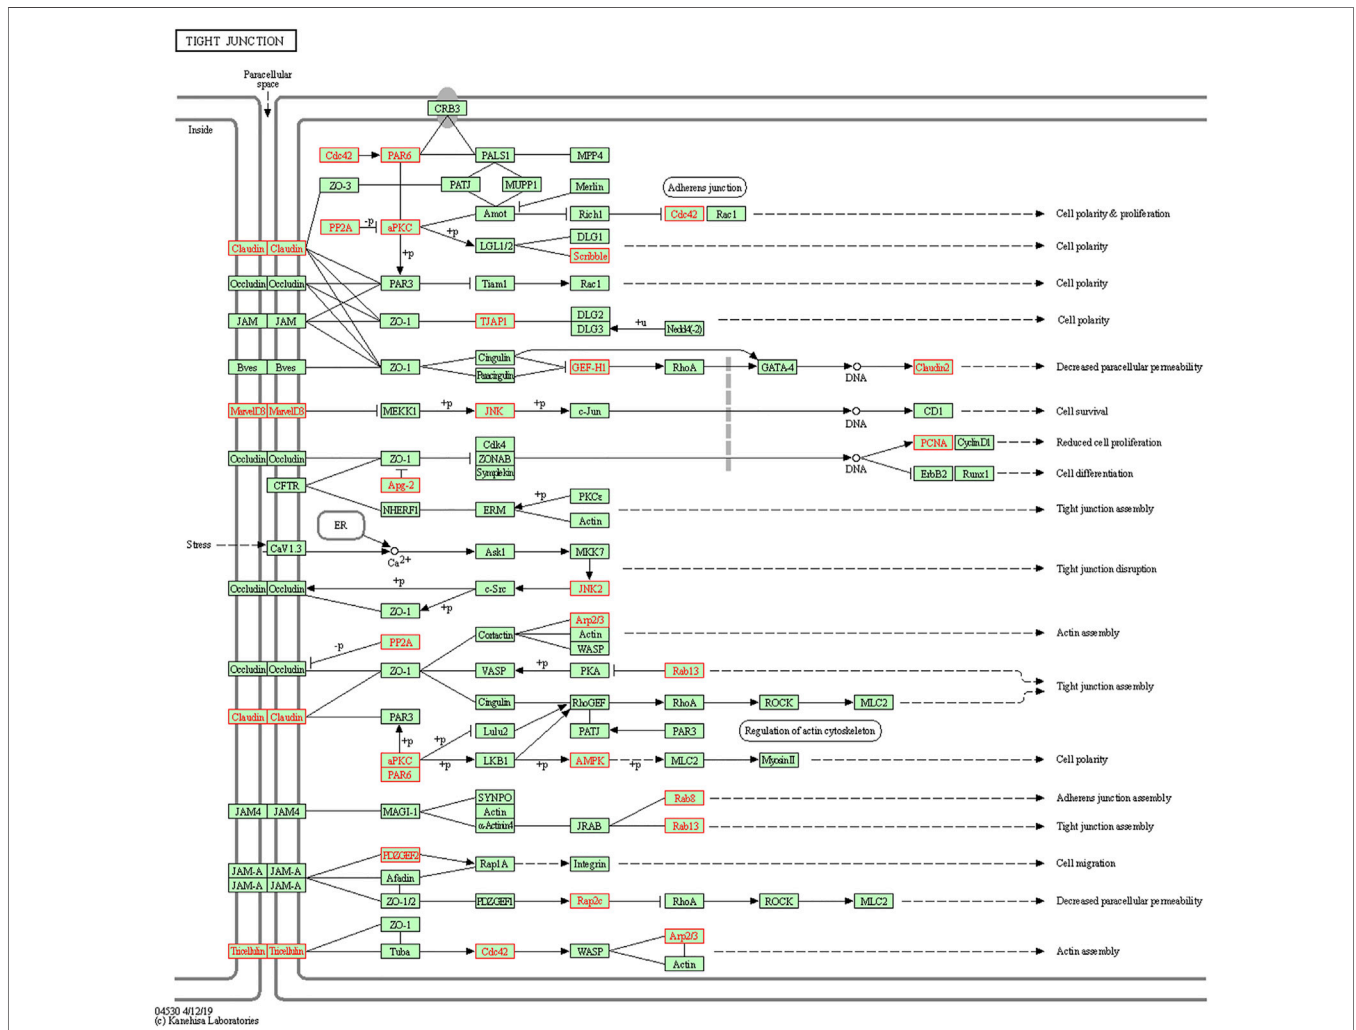 TIGHT JUNCTION
Paracellular
space
CRB3
Inside
Cdc42 PAR6 PALS1 MPP4
ZO-3 PATJ MUPP1 Merlin Adherens junction
PP2A -p aPKC Amot Rich1 Cdc42 Rac1 Cell polarity & proliferation
+p DLG1
Claudin Claudin +p LGL1/2 Scribble Cell polarity
Occludin Occludin PAR3 Tiam1 Rac1 Cell polarity
JAM JAM ZO-1 TJAP1 DLG2 Cell polarity
DLG3 +u Nedd4(-2)
Cingulin
Bves Bves ZO-1 Paracingulin GEF-H1 RhoA GATA-4 DNA Claudin2 Decreased paracellular permeability
MarvelD3 MarvelD3 MEKK1 +p JNK +p c-Jun DNA CD1 Cell survival
Cdk4 PCNA CyclinD1 Reduced cell proliferation
Occludin Occludin ZO-1 ZONAB DNA
Symplekin ErbB2 Runx1 Cell differentiation
CFTR Apg-2
+p PKCε
NHERF1 ERM Tight junction assembly
Actin
ER
Stress CaV1.3 Ca2+ Ask1 MKK7
Tight junction disruption
Occludin Occludin +p c-Src JNK2
ZO-1 +p
Arp2/3
PP2A Cortactin Actin Actin assembly
-p WASP
Occludin Occludin ZO-1 VASP +p PKA Rab13
Tight junction assembly
Cingulin RhoGEF RhoA ROCK MLC2
Claudin Claudin PAR3
Lulu2 PATJ PAR3 Regulation of actin cytoskeleton
+p +p
aPKC +p LKB1 +p AMPK +p MLC2 MyosinII Cell polarity
PAR6
SYNPO Rab8 Adherens junction assembly
JAM4 JAM4 MAGI-1 Actin
α-Actinin4 JRAB Rab13 Tight junction assembly
PDZGEF2
JAM-A JAM-A Rap1A Integrin Cell migration
JAM-A JAM-A Afadin
ZO-1/2 PDZGEF1 Rap2c RhoA ROCK MLC2 Decreased paracellular permeability
ZO-1
Arp2/3
Tricellulin Tricellulin Tuba Cdc42 WASP Actin assembly
Actin
04530 4/12/19
(c) Kanehisa Laboratories